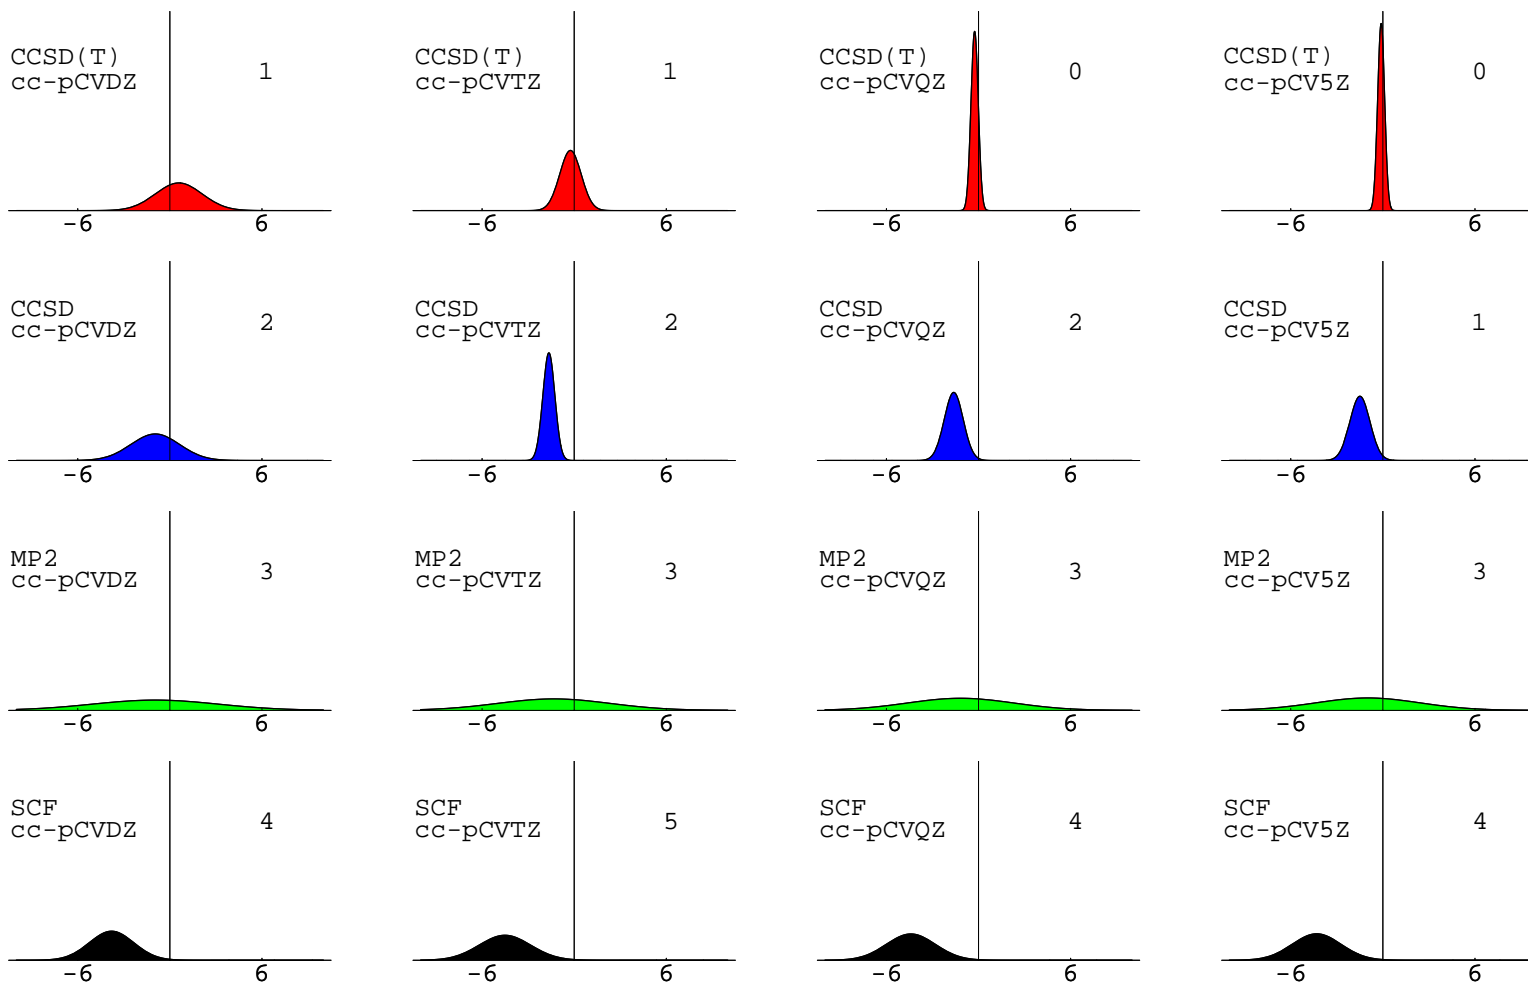 CCSD(T)
cc-pCVDZ
1
-6
6
CCSD(T)
cc-pCVTZ
1
-6
6
CCSD(T)
cc-pCVQZ
0
-6
6
CCSD(T)
cc-pCV5Z
0
-6
6
CCSD
cc-pCVDZ
2
-6
6
CCSD
cc-pCVTZ
2
-6
6
CCSD
cc-pCVQZ
2
-6
6
CCSD
cc-pCV5Z
1
-6
6
MP2
cc-pCVDZ
3
-6
6
MP2
cc-pCVTZ
3
-6
6
MP2
cc-pCVQZ
3
-6
6
MP2
cc-pCV5Z
3
-6
6
SCF
cc-pCVDZ
4
-6
6
SCF
cc-pCVTZ
5
-6
6
SCF
cc-pCVQZ
4
-6
6
SCF
cc-pCV5Z
4
-6
6